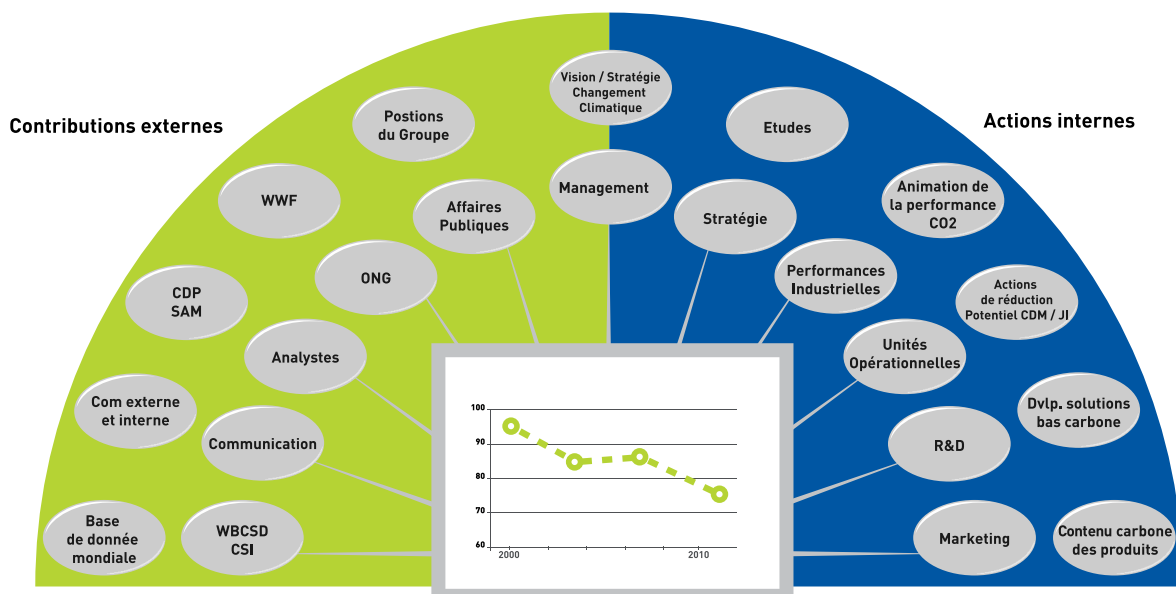 Vision / Stratégie
Changement
Climatique
Postions
du Groupe
Etudes
Contributions externes
Actions internes
Management
WWF
Affaires
Publiques
Stratégie
Animation de
la performance
CO2
ONG
Performances
Industrielles
CDP
SAM
Actions
de réduction
Potentiel CDM / JI
Analystes
Unités
Opérationnelles
Com externe
et interne
Communication
Dvlp. solutions
bas carbone
R&D
Base
de donnée
mondiale
WBCSD
CSI
Marketing
Contenu carbone
des produits
100
90
80
70
60
2000
2010